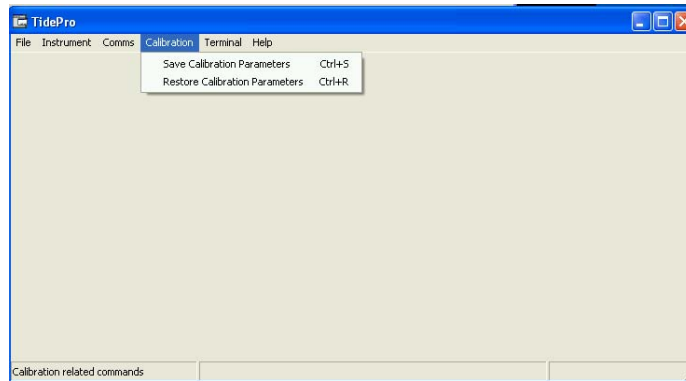 TidePro
File Instrument Comms Calibration Terminal Help
Save Calibration Parameters Ctrl+S
Restore Calibration Parameters Ctrl+R
Calibration related commands